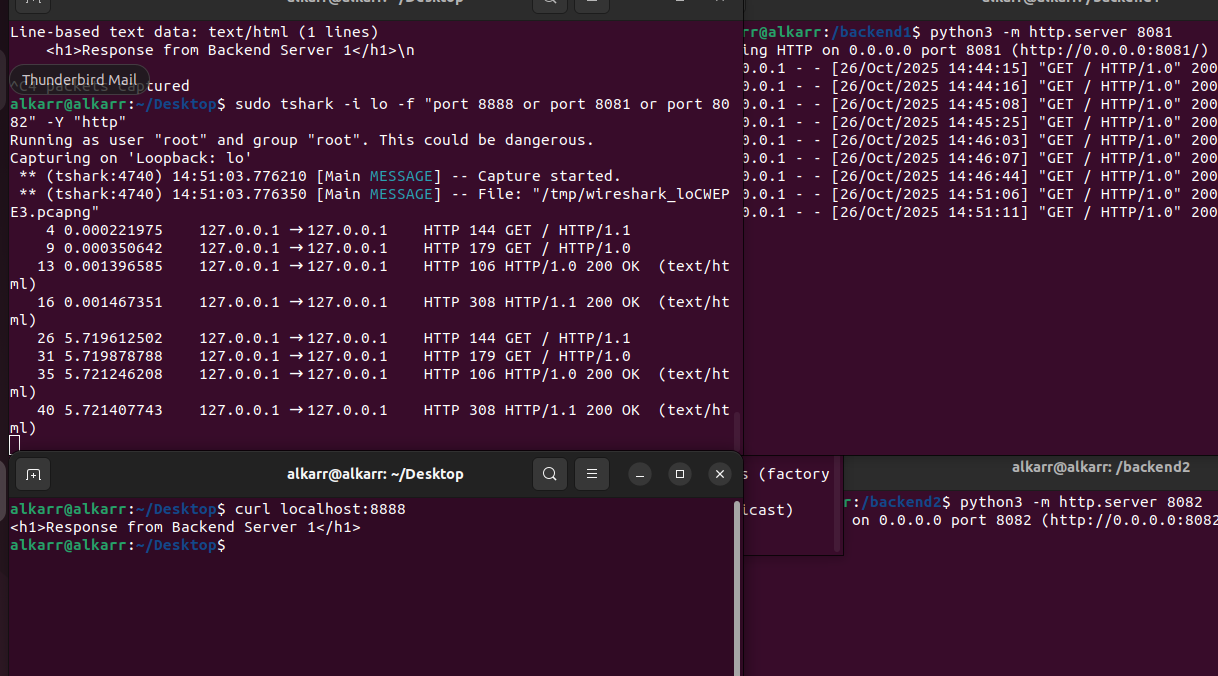 alkarr@alkarr: ~/Desktop
Line-based text data: text/html (1 lines)
    <h1>Response from Backend Server 1</h1>\n
Thunderbird Mail
captured
alkarr@alkarr:~/Desktop$ sudo tshark -i lo -f "port 8888 or port 8081 or port 80
82" -Y "http"
Running as user "root" and group "root". This could be dangerous.
Capturing on 'Loopback: lo'
 ** (tshark:4740) 14:51:03.776210 [Main MESSAGE] -- Capture started.
 ** (tshark:4740) 14:51:03.776350 [Main MESSAGE] -- File: "/tmp/wireshark_loCWEP
E3.pcapng"
    4 0.000221975    127.0.0.1 → 127.0.0.1    HTTP 144 GET / HTTP/1.1
    9 0.000350642    127.0.0.1 → 127.0.0.1    HTTP 179 GET / HTTP/1.0
   13 0.001396585    127.0.0.1 → 127.0.0.1    HTTP 106 HTTP/1.0 200 OK  (text/ht
ml)
   16 0.001467351    127.0.0.1 → 127.0.0.1    HTTP 308 HTTP/1.1 200 OK  (text/ht
ml)
   26 5.719612502    127.0.0.1 → 127.0.0.1    HTTP 144 GET / HTTP/1.1
   31 5.719878788    127.0.0.1 → 127.0.0.1    HTTP 179 GET / HTTP/1.0
   35 5.721246208    127.0.0.1 → 127.0.0.1    HTTP 106 HTTP/1.0 200 OK  (text/ht
ml)
   40 5.721407743    127.0.0.1 → 127.0.0.1    HTTP 308 HTTP/1.1 200 OK  (text/ht
ml)
rr@alkarr:/backend1$ python3 -m http.server 8081
ing HTTP on 0.0.0.0 port 8081 (http://0.0.0.0:8081/)
0.0.1 - - [26/Oct/2025 14:44:15] "GET / HTTP/1.0" 200
0.0.1 - - [26/Oct/2025 14:44:16] "GET / HTTP/1.0" 200
0.0.1 - - [26/Oct/2025 14:45:08] "GET / HTTP/1.0" 200
0.0.1 - - [26/Oct/2025 14:45:25] "GET / HTTP/1.0" 200
0.0.1 - - [26/Oct/2025 14:46:03] "GET / HTTP/1.0" 200
0.0.1 - - [26/Oct/2025 14:46:07] "GET / HTTP/1.0" 200
0.0.1 - - [26/Oct/2025 14:46:44] "GET / HTTP/1.0" 200
0.0.1 - - [26/Oct/2025 14:51:06] "GET / HTTP/1.0" 200
0.0.1 - - [26/Oct/2025 14:51:11] "GET / HTTP/1.0" 200
alkarr@alkarr: ~/Desktop
alkarr@alkarr:~/Desktop$ curl localhost:8888
<h1>Response from Backend Server 1</h1>
alkarr@alkarr:~/Desktop$
s (factory
icast)
alkarr@alkarr: /backend2
r:/backend2$ python3 -m http.server 8082
on 0.0.0.0 port 8082 (http://0.0.0.0:8082